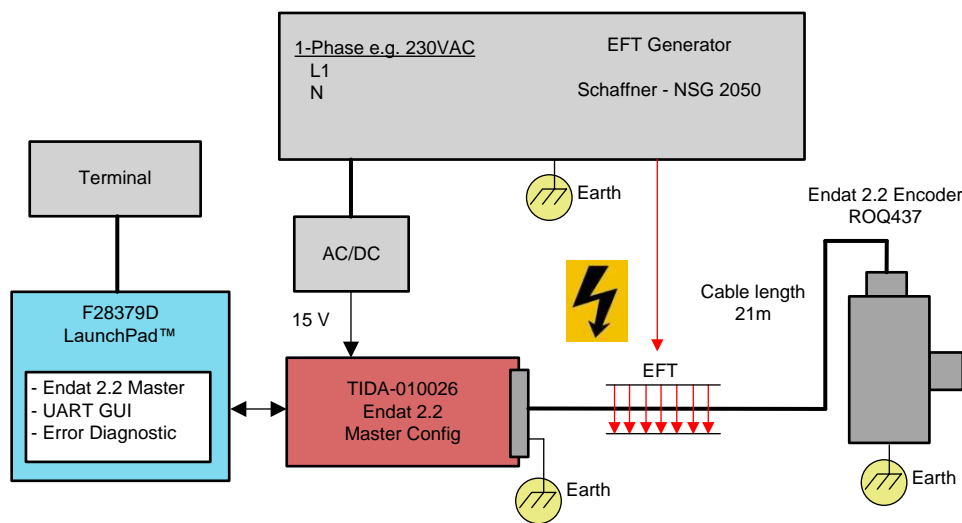 1-Phase e.g. 230VAC
L1
N
EFT Generator
Schaffner - NSG 2050
Terminal
Earth
Endat 2.2 Encoder
ROQ437
AC/DC
Cable length
21m
F28379D
LaunchPad™
15 V
- Endat 2.2 Master
- UART GUI
- Error Diagnostic
TIDA-010026
Endat 2.2
Master Config
EFT
Earth
Earth